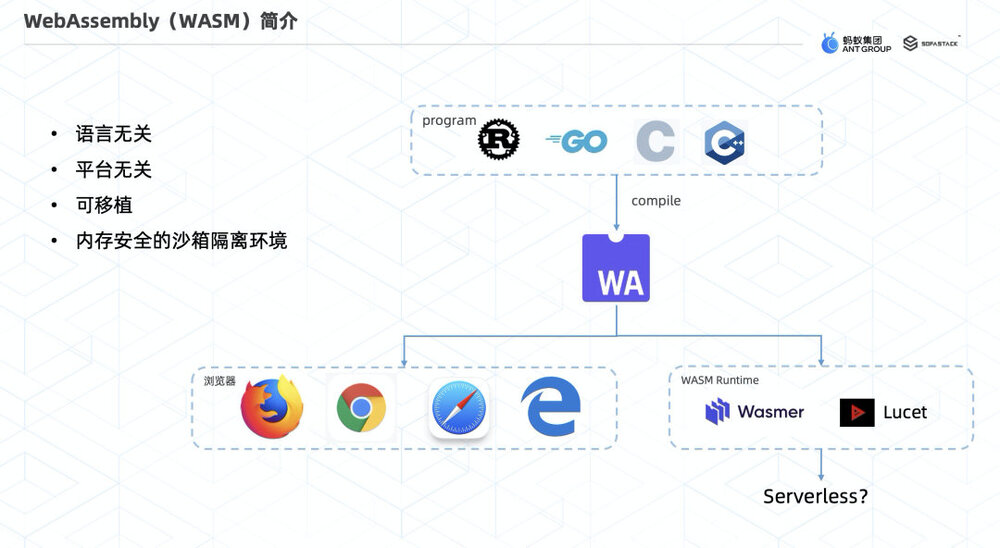 WebAssembly（WASM）简介
蚂蚁集团
ANT GROUP
SOFASTACK
• 语言无关
• 平台无关
• 可移植
• 内存安全的沙箱隔离环境
program
R
GO
C
C++
compile
WA
浏览器
WASM Runtime
Wasmer
Lucet
Serverless?